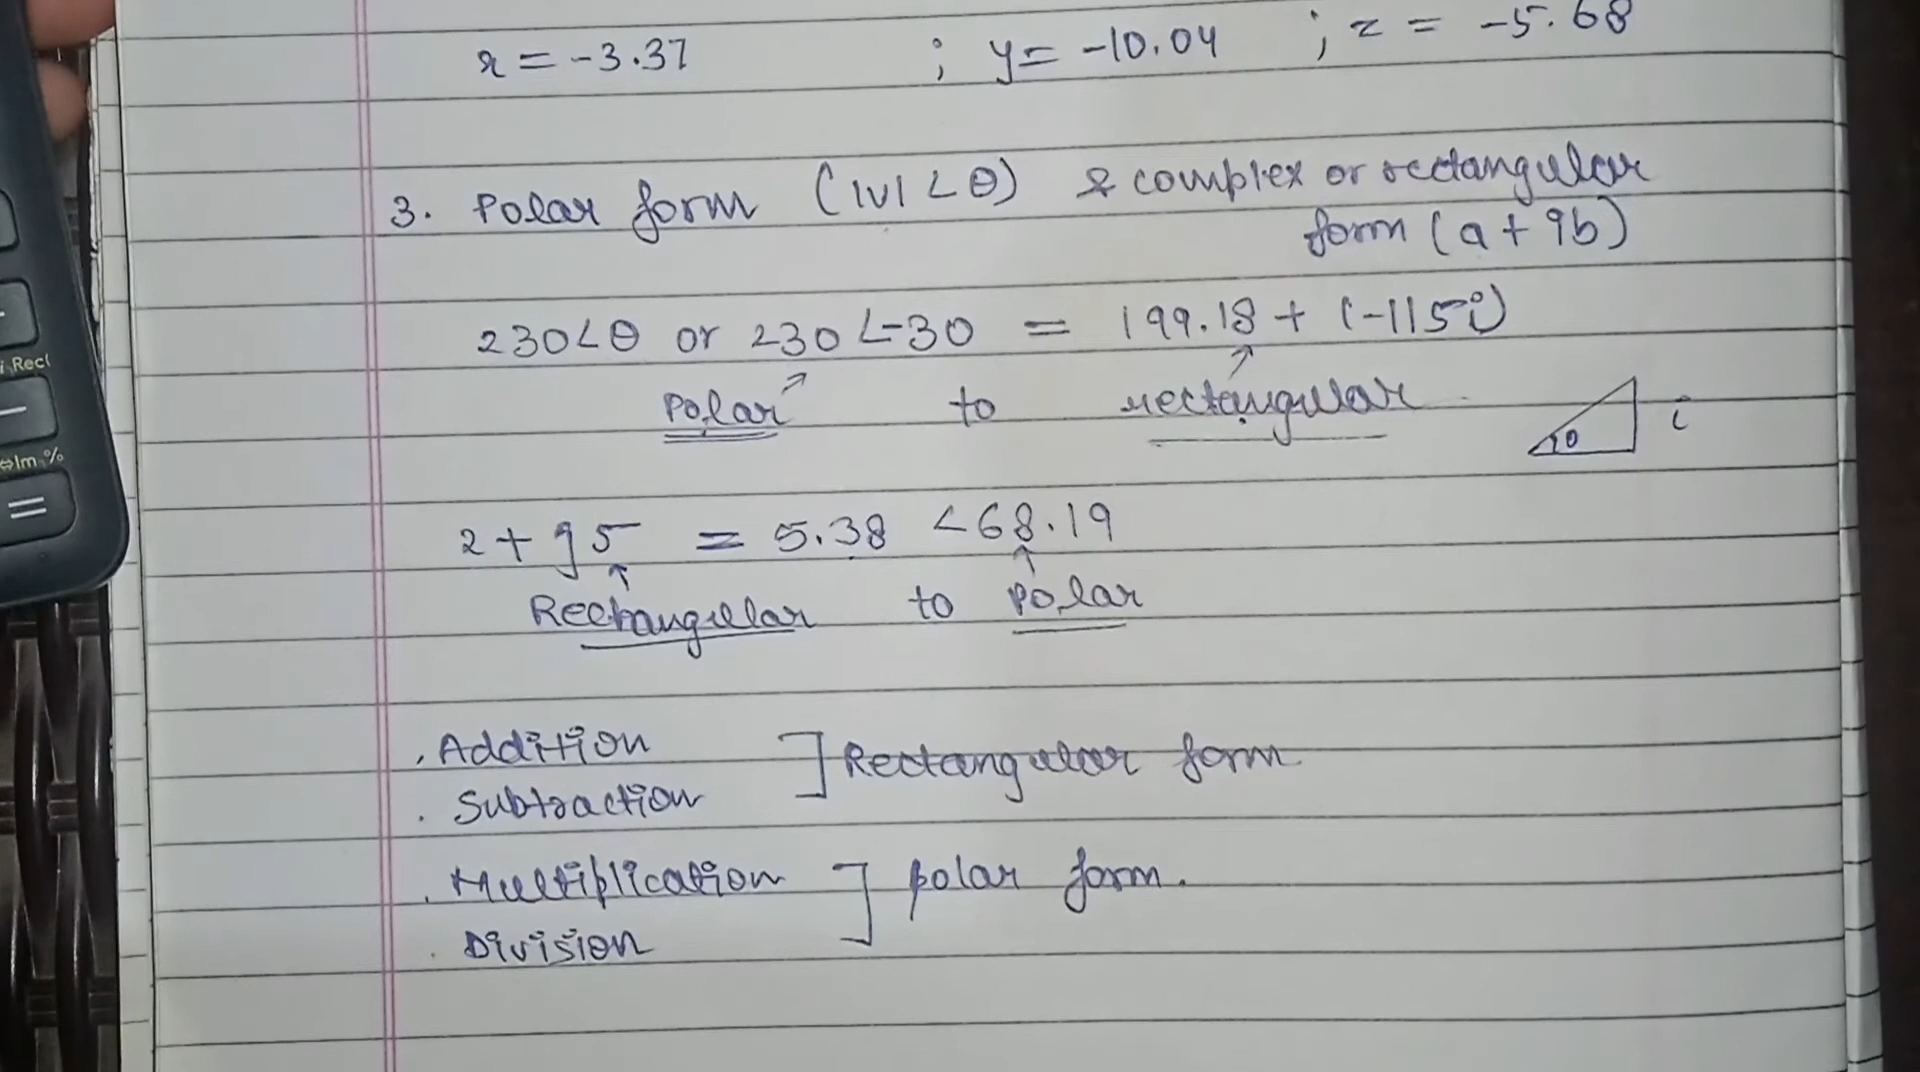 x = -3.37 ; y = -10.04 ; z = -5.68
3. Polar form (|v|<θ) & complex or rectangular
form (a+jb)
230<θ or 230 ∠-30 = 199.18 + (-115i)
Polar to rectangular
θ i
2+j5 = 5.38 <68.19
Rectangular to Polar
. Addition
. Subtraction ] Rectangular form
. Multiplication ] polar form.
. Division
i Rec(
⇔Im %
=